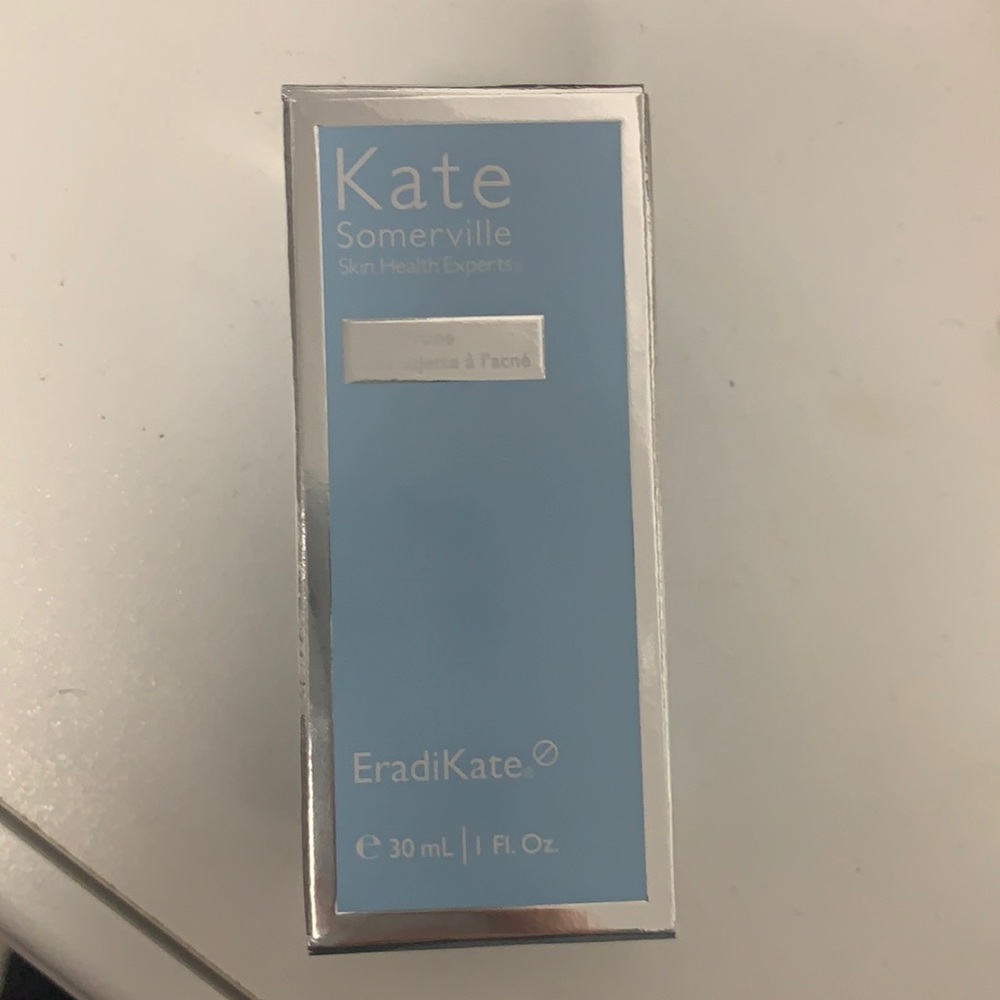 Kate
Somerville
Skin Health Experts
à l'acné
EradiKate®
℮ 30 mL | 1 Fl. Oz.